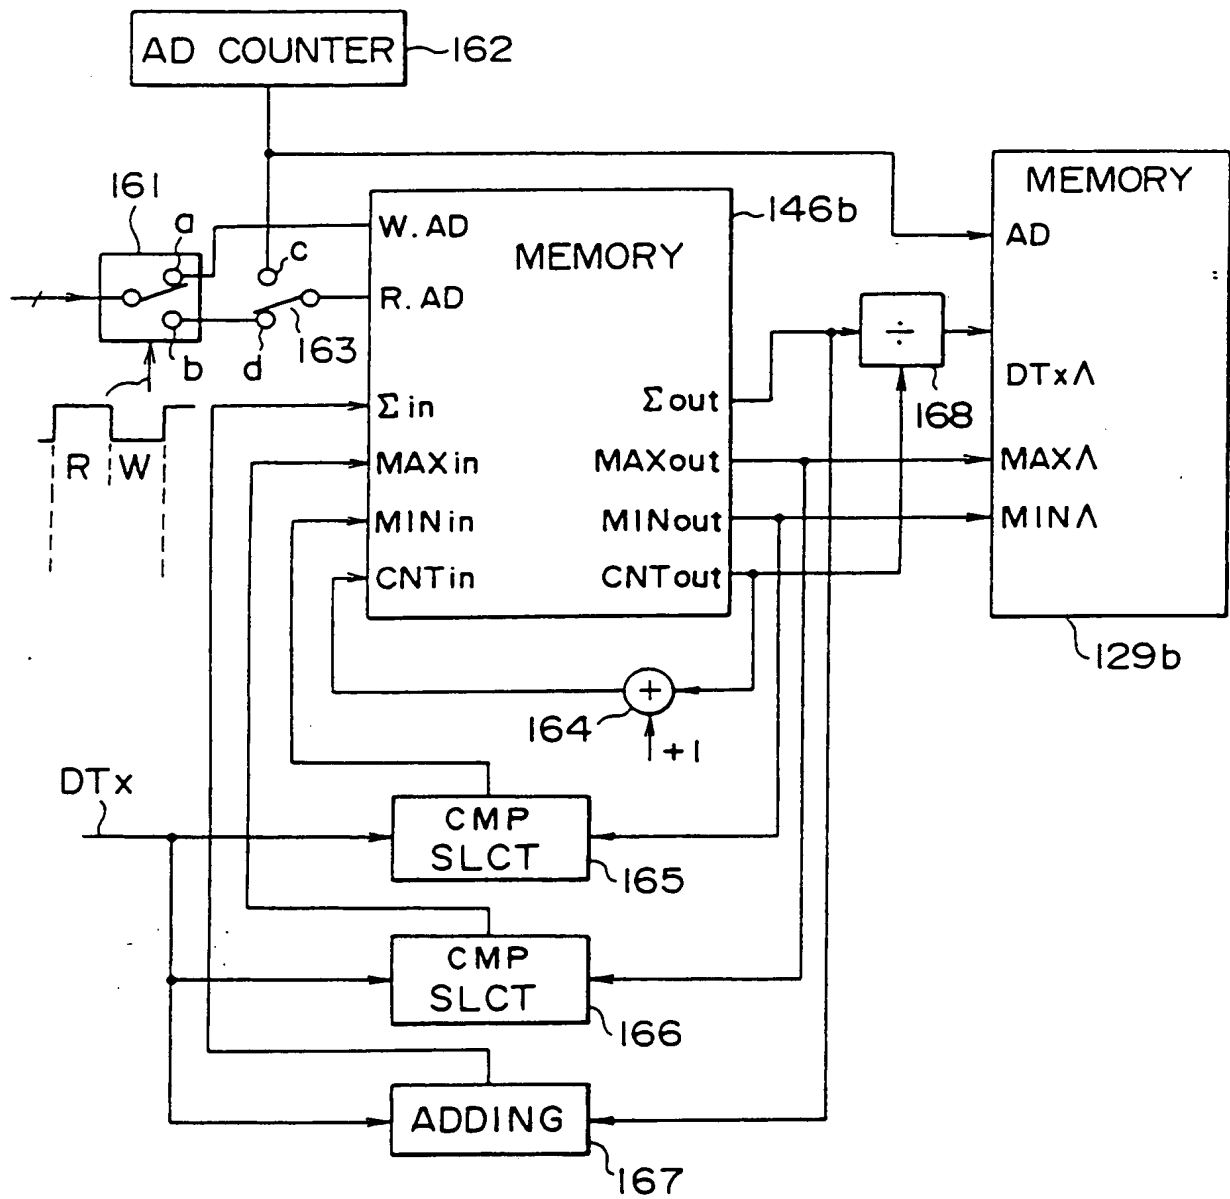 AD COUNTER
162
161
a
c
b
d
163
R W
W.AD
R.AD
MEMORY
146b
Σin
MAXin
MINin
CNTin
Σout
MAXout
MINout
CNTout
÷
168
MEMORY
AD
DTxΛ
MAXΛ
MINΛ
129b
+
164
+1
DTx
CMP
SLCT
165
CMP
SLCT
166
ADDING
167